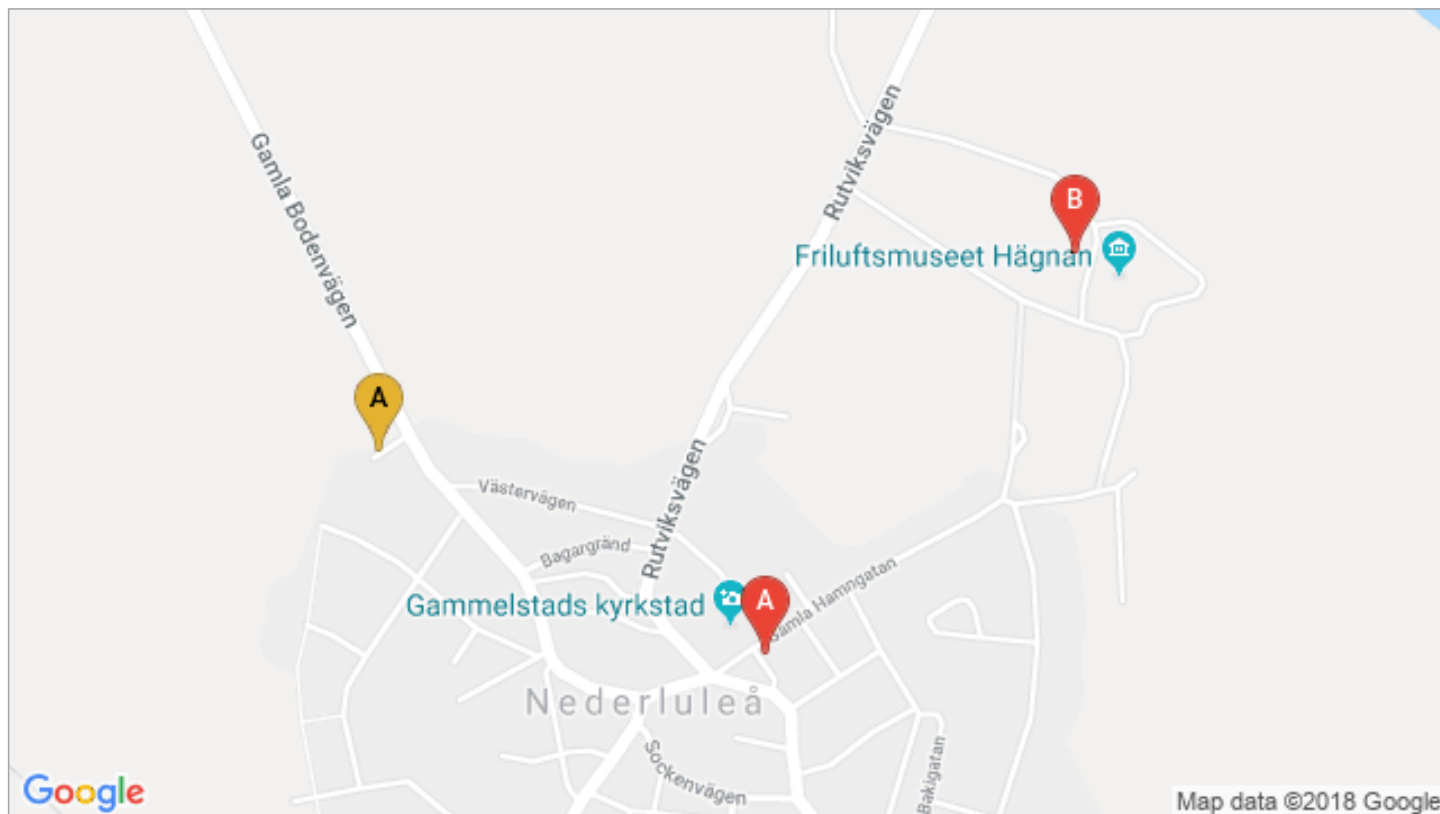 Gamla Bodenvägen
Rutviksvägen
B
Friluftsmuseet Hägnan
A
Västervägen
Rutviksvägen
Bagargränd
A
Gammelstads kyrkstad
Gamla Hamngatan
Nederluleå
Sockenvägen
Bakigatan
Google
Map data ©2018 Google